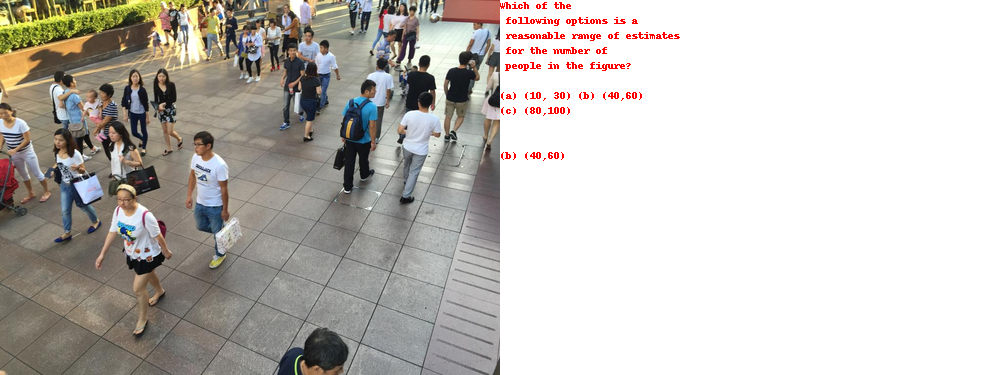 Which of the
following options is a
reasonable range of estimates
for the number of
people in the figure?
(a) (10, 30) (b) (40,60)
(c) (80,100)
(b) (40,60)